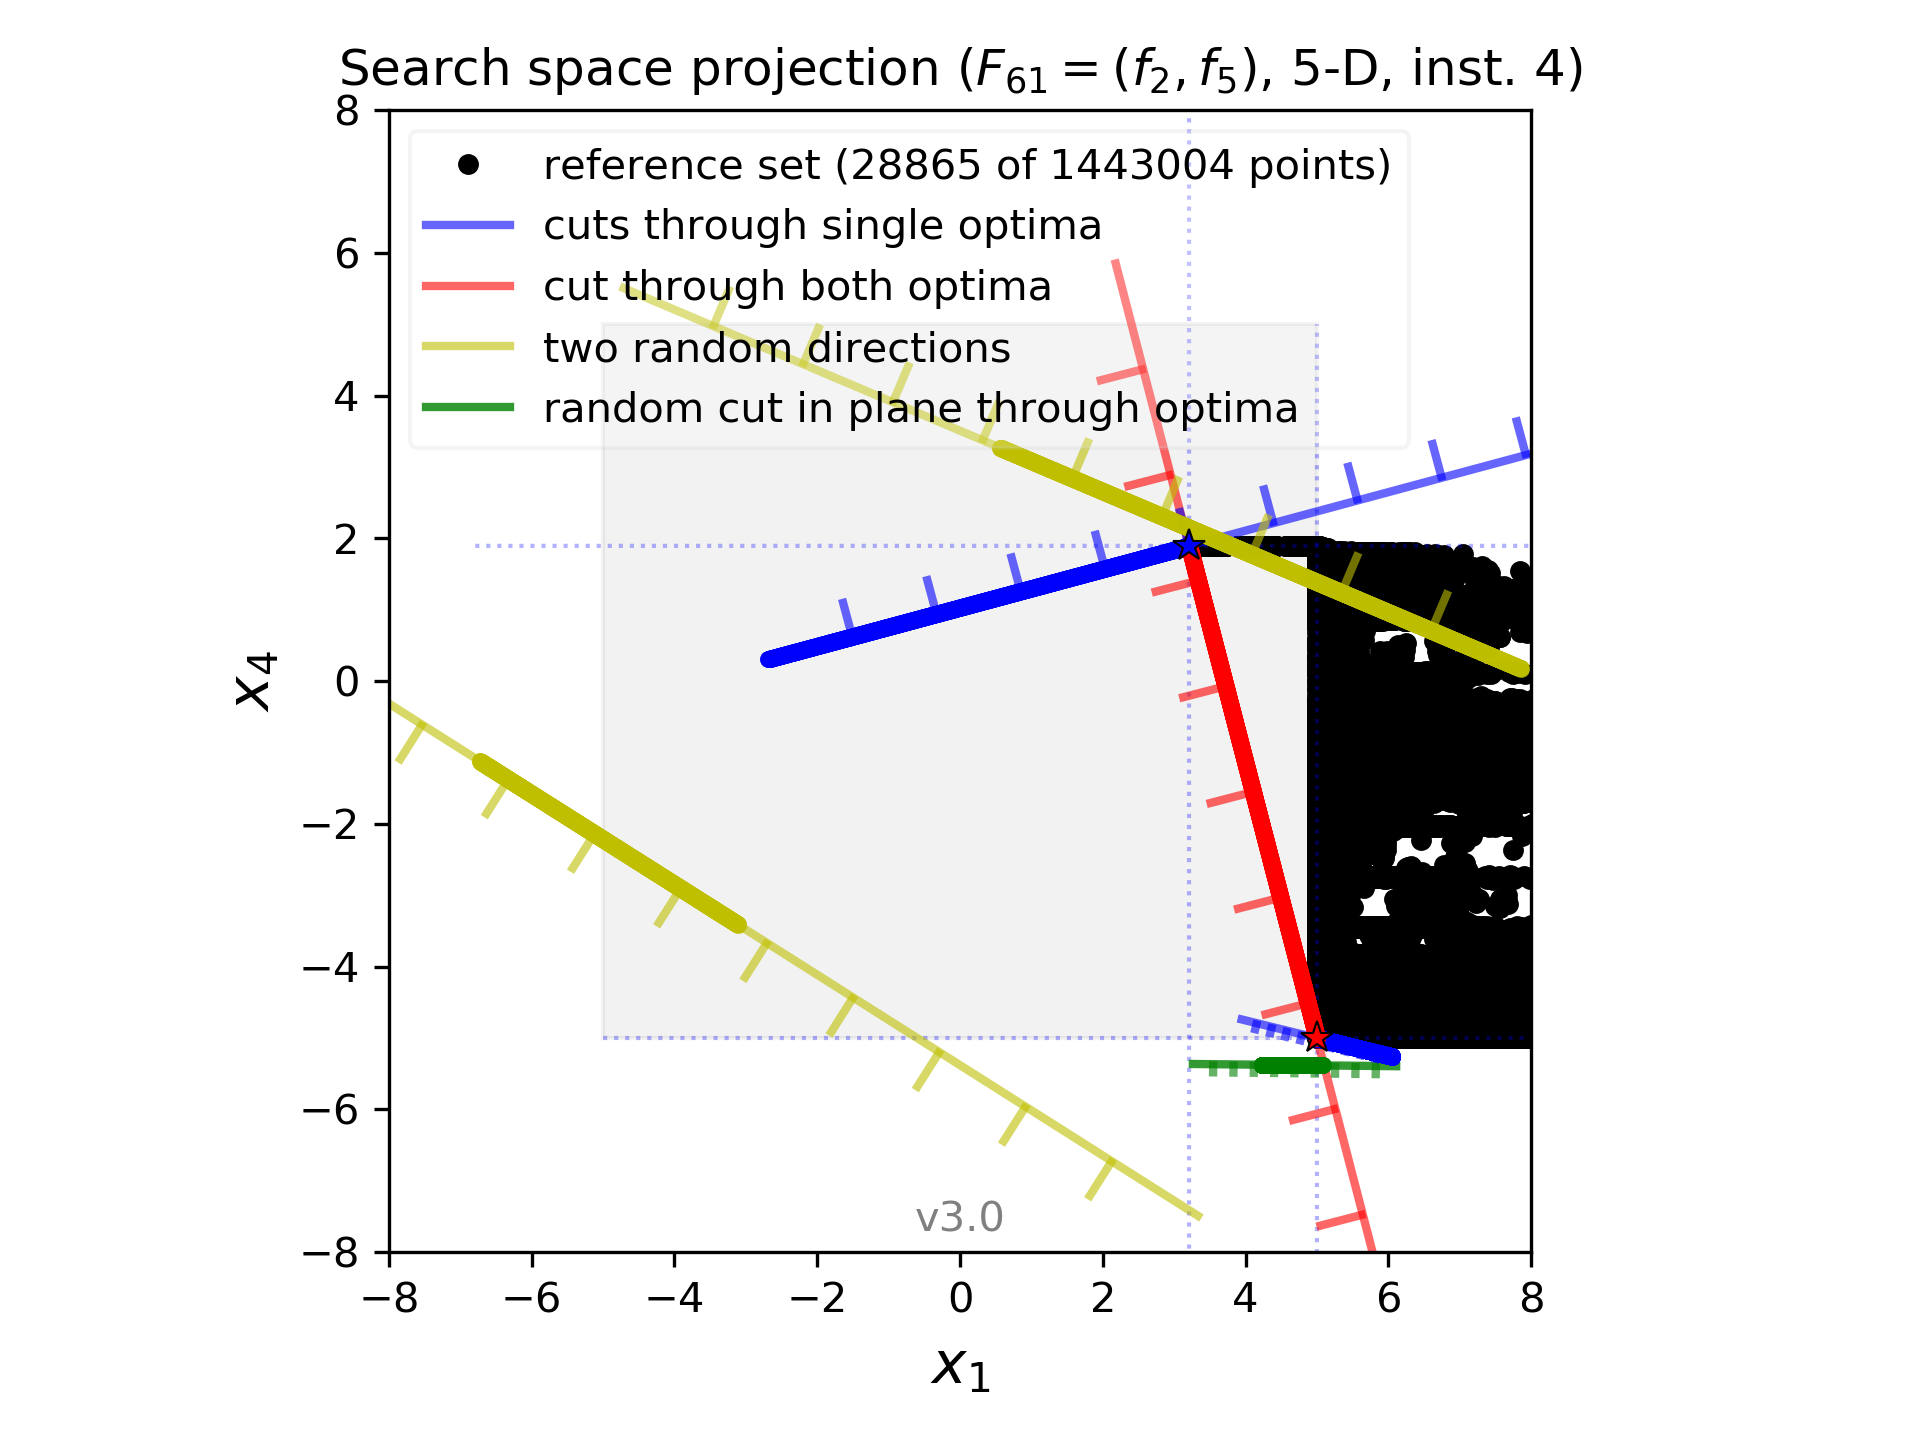 Search space projection (F61 = (f2, f5), 5-D, inst. 4)
reference set (28865 of 1443004 points)
cuts through single optima
cut through both optima
two random directions
random cut in plane through optima
8
6
4
2
0
−2
−4
−6
−8
x4
v3.0
−8 −6 −4 −2 0 2 4 6 8
x1